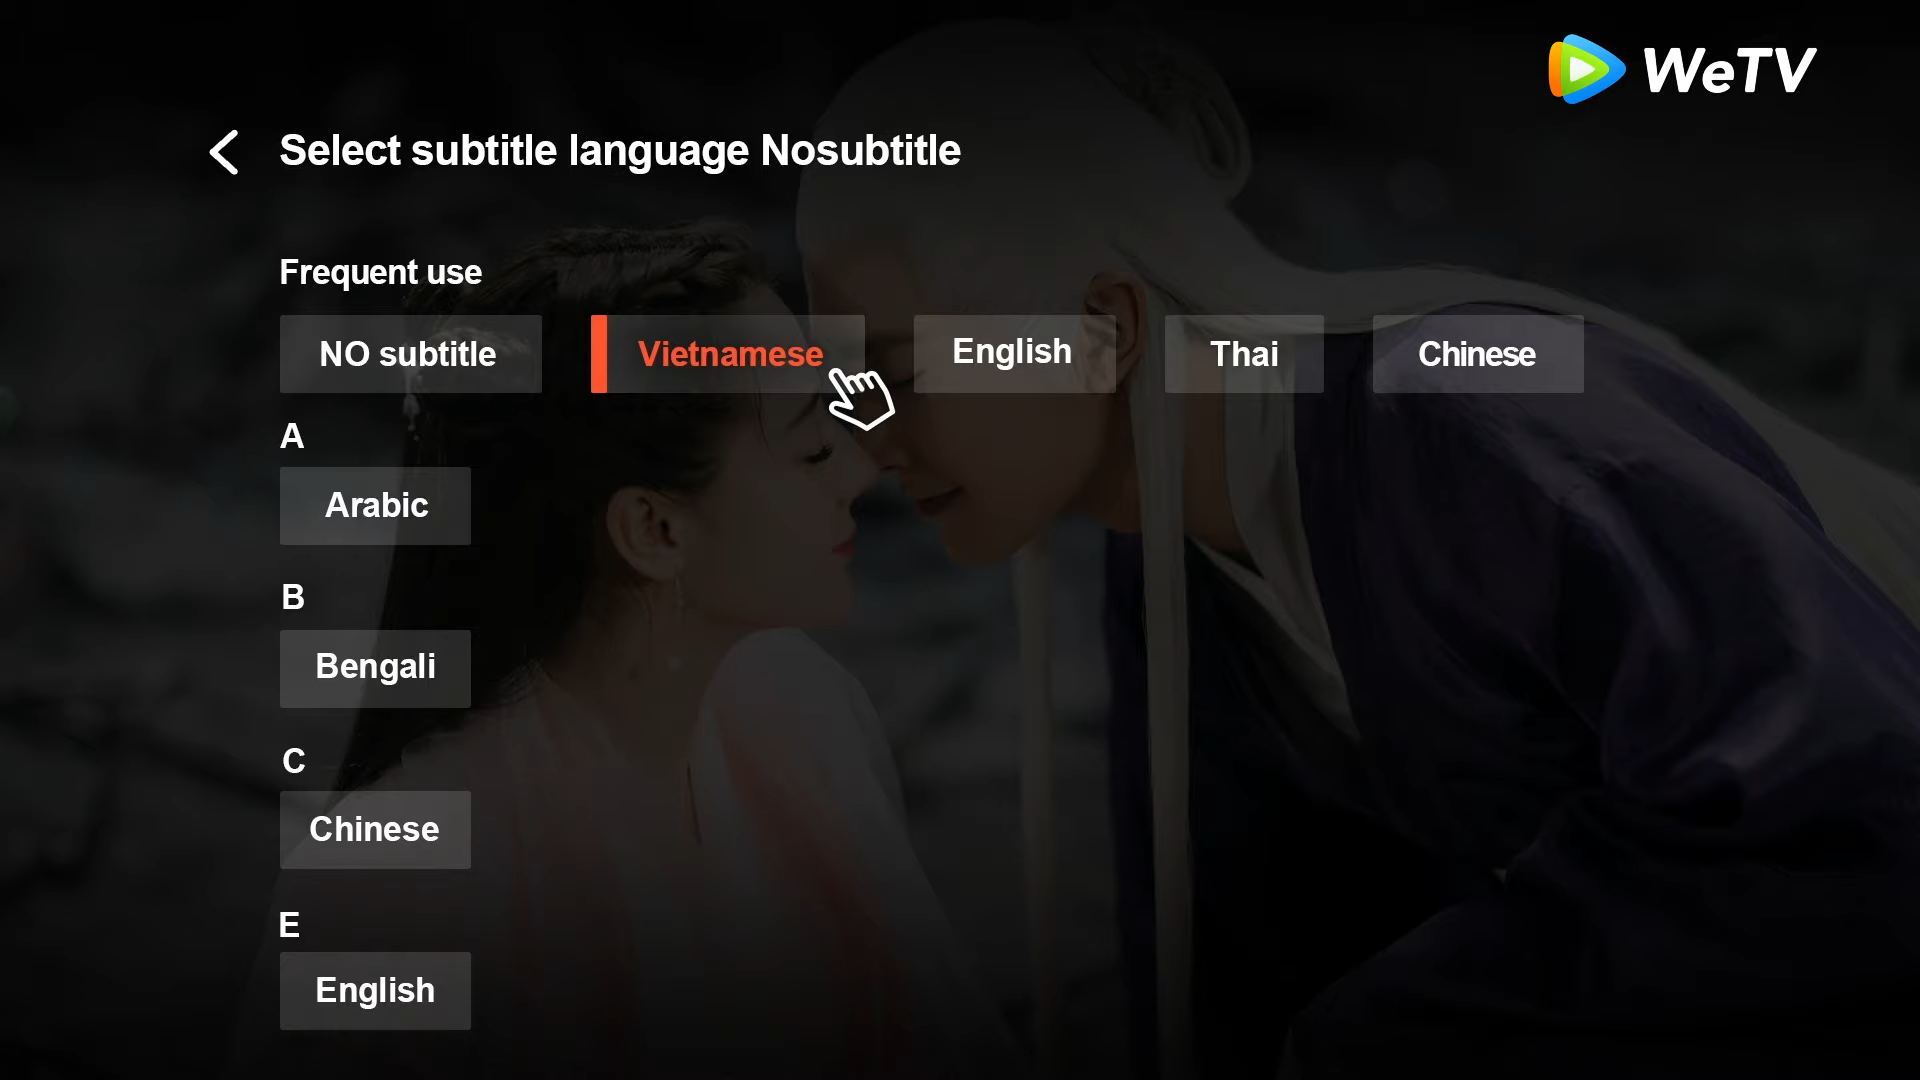 WeTV
Select subtitle language Nosubtitle
Frequent use
NO subtitle Vietnamese English Thai Chinese
A
Arabic
B
Bengali
C
Chinese
E
English